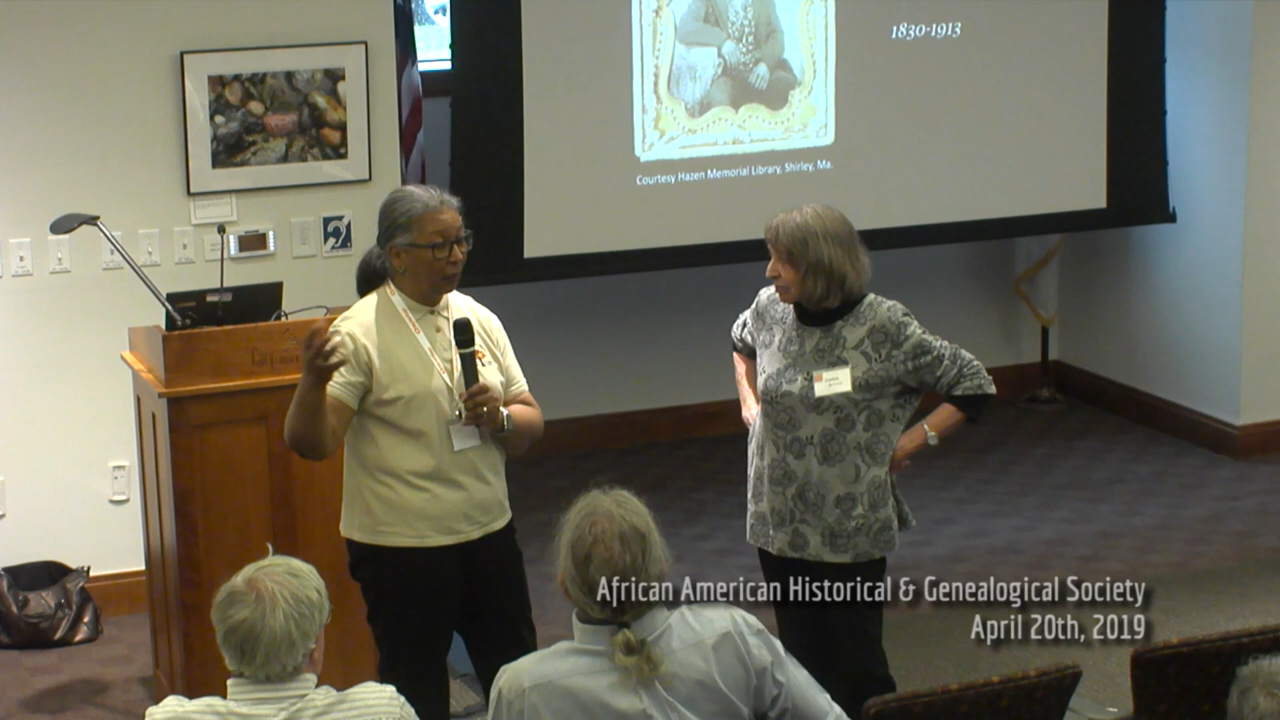 1830-1913
Courtesy Hazen Memorial Library, Shirley, Ma.
African American Historical & Genealogical Society
April 20th, 2019